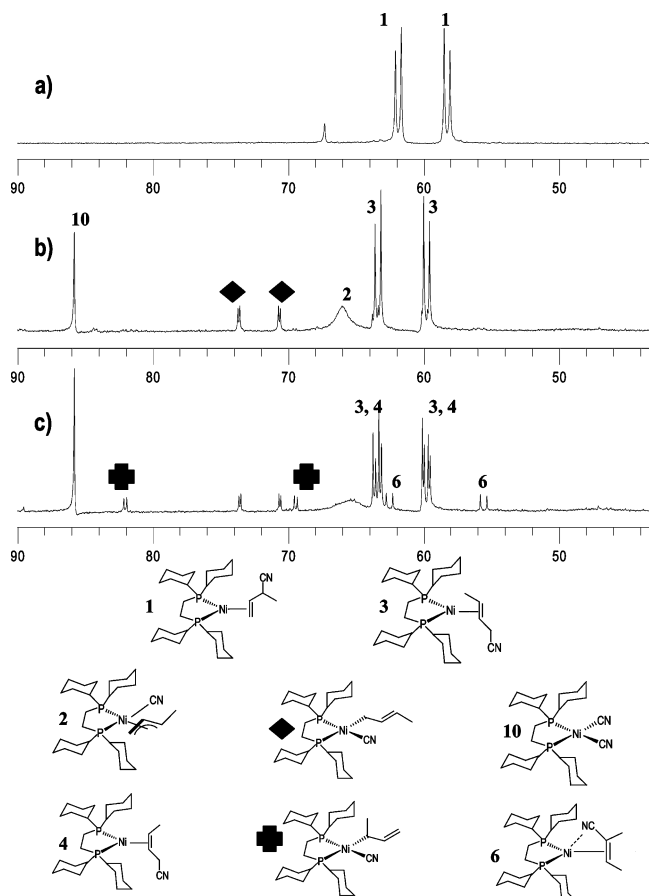 1 1
a)
90 80 70 60 50
10 3 3
b)
2
90 80 70 60 50
3, 4 3, 4
c)
6 6
90 80 70 60 50
1 P P Ni CN
3 P P Ni CN
2 P P Ni CN
P P Ni CN
10 P P Ni CN CN
4 P P Ni CN
P P Ni CN
6 P P Ni NC